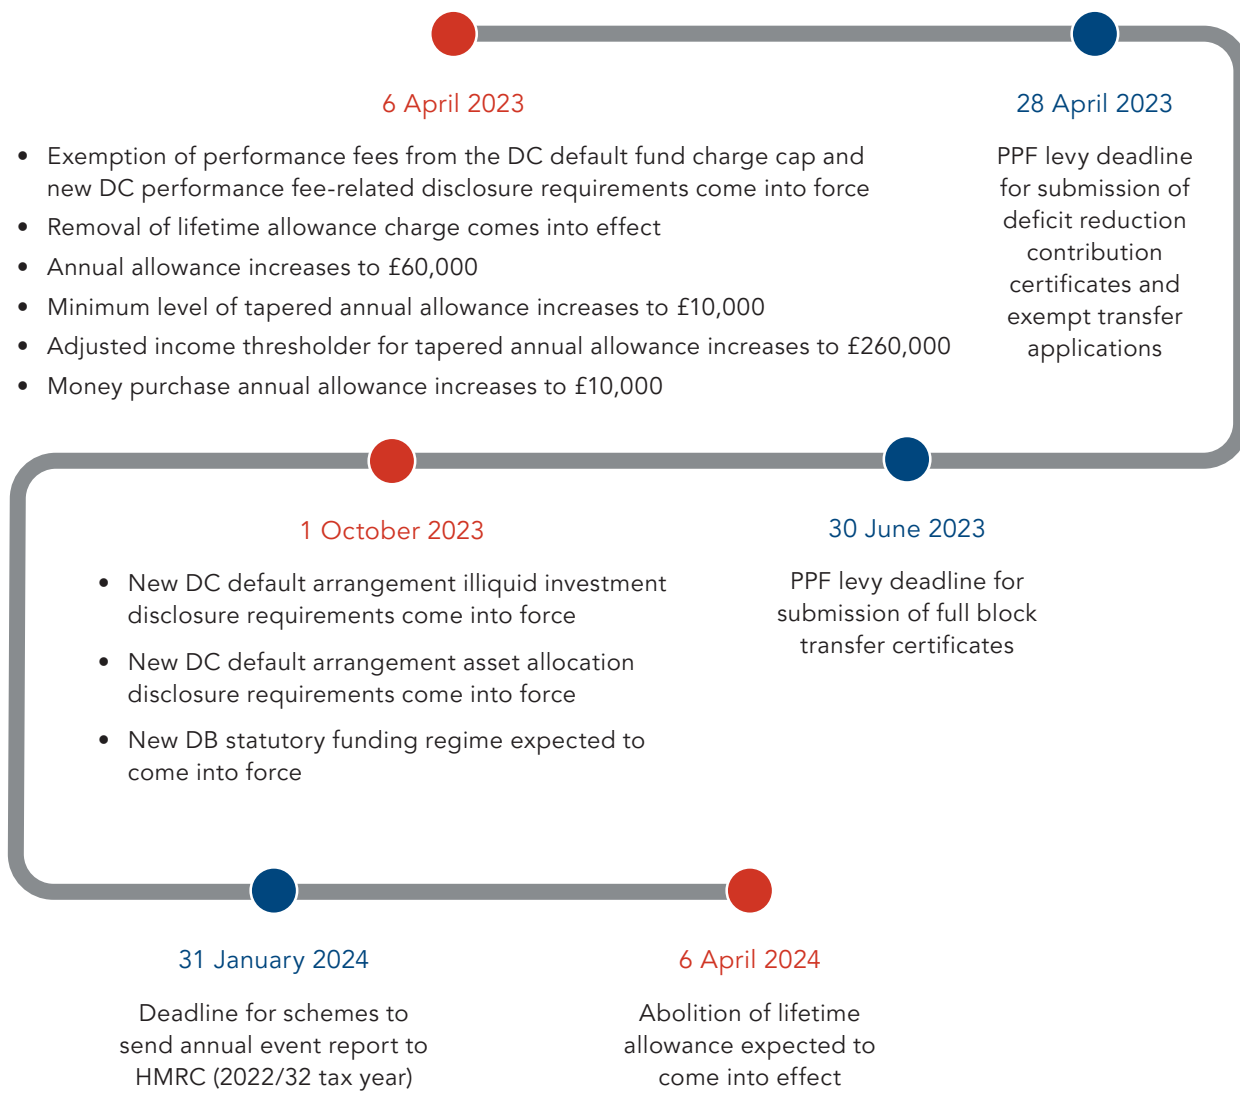 6 April 2023
• Exemption of performance fees from the DC default fund charge cap and
new DC performance fee-related disclosure requirements come into force
• Removal of lifetime allowance charge comes into effect
• Annual allowance increases to £60,000
• Minimum level of tapered annual allowance increases to £10,000
• Adjusted income thresholder for tapered annual allowance increases to £260,000
• Money purchase annual allowance increases to £10,000
28 April 2023
PPF levy deadline
for submission of
deficit reduction
contribution
certificates and
exempt transfer
applications
30 June 2023
PPF levy deadline for
submission of full block
transfer certificates
1 October 2023
• New DC default arrangement illiquid investment
disclosure requirements come into force
• New DC default arrangement asset allocation
disclosure requirements come into force
• New DB statutory funding regime expected to
come into force
31 January 2024
Deadline for schemes to
send annual event report to
HMRC (2022/32 tax year)
6 April 2024
Abolition of lifetime
allowance expected to
come into effect